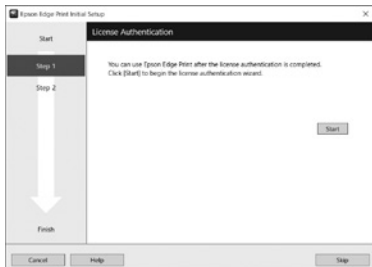 Epson Edge Print Initial Setup
Start
License Authentication
Step 1
You can use Epson Edge Print after the license authentication is completed.
Click [Start] to begin the license authentication wizard.
Step 2
Start
Finish
Cancel
Help
Skip